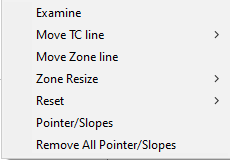 Examine
Move TC line
Move Zone line
Zone Resize
Reset
Pointer/Slopes
Remove All Pointer/Slopes